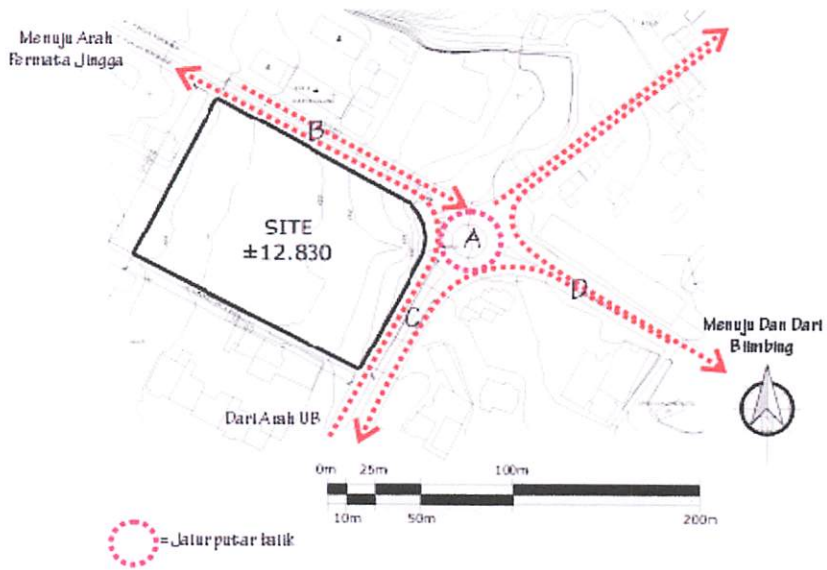 Menuju Arah
Permata Jingga
B
SITE
±12.830
A
C
D
Menuju Dan Dari
Blimbing
Dari Arah UB
0m 25m 100m
10m 50m 200m
=Jalur putar balik